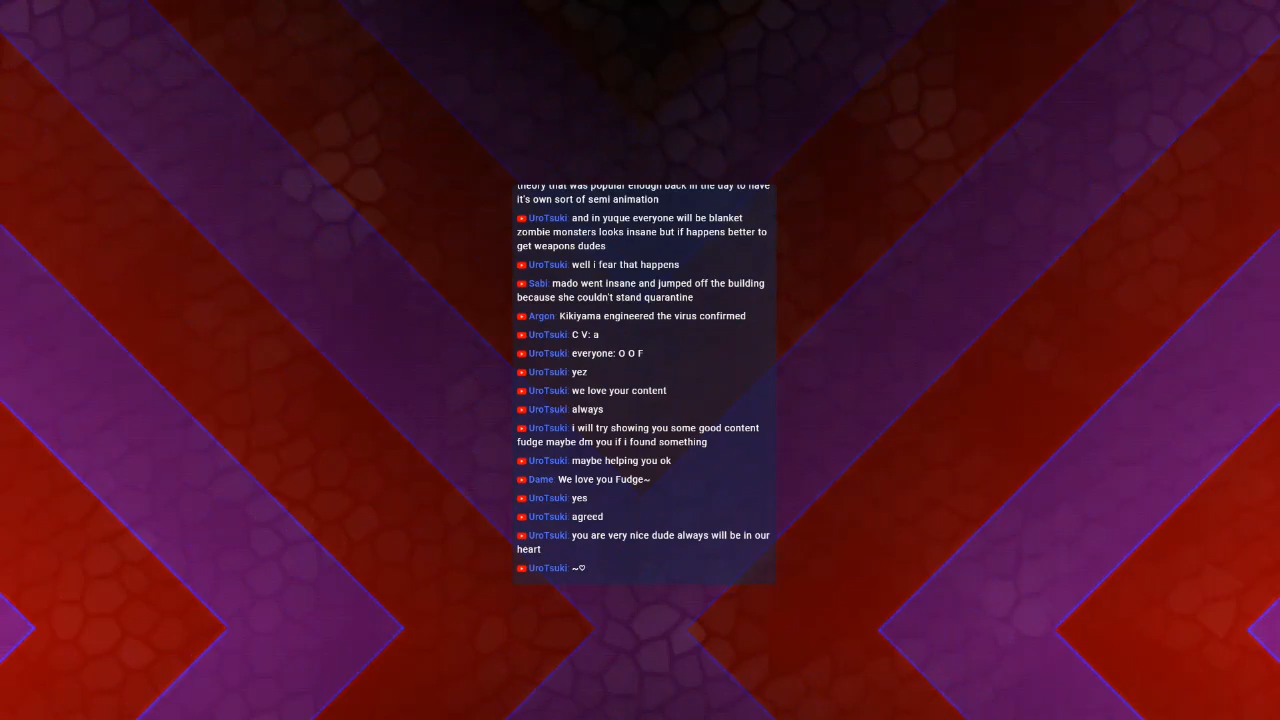 theory that was popular enough back in the day to have
it's own sort of semi animation
UroTsuki: and in yuque everyone will be blanket
zombie monsters looks insane but if happens better to
get weapons dudes
UroTsuki: well i fear that happens
Sabi: mado went insane and jumped off the building
because she couldn't stand quarantine
Argon: Kikiyama engineered the virus confirmed
UroTsuki: C V: a
UroTsuki: everyone: O O F
UroTsuki: yez
UroTsuki: we love your content
UroTsuki: always
UroTsuki: i will try showing you some good content
fudge maybe dm you if i found something
UroTsuki: maybe helping you ok
Dame: We love you Fudge~
UroTsuki: yes
UroTsuki: agreed
UroTsuki: you are very nice dude always will be in our
heart
UroTsuki: ~♡